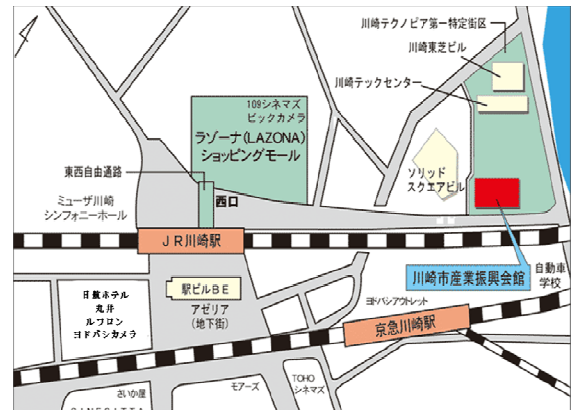 川崎テクノピア第一特定街区
川崎東芝ビル
川崎テックセンター
109シネマズ
ビックカメラ
ラゾーナ(LAZONA)
ショッピングモール
東西自由通路
ソリッド
スクエアビル
ミューザ川崎
シンフォニーホール
西口
JR川崎駅
川崎市産業振興会館
自動車
学校
駅ビルBE
アゼリア
(地下街)
日航ホテル
丸井
ルフロン
ヨドバシカメラ
ヨドバシアウトレット
京急川崎駅
さいか屋
モアーズ
TOHO
シネマズ